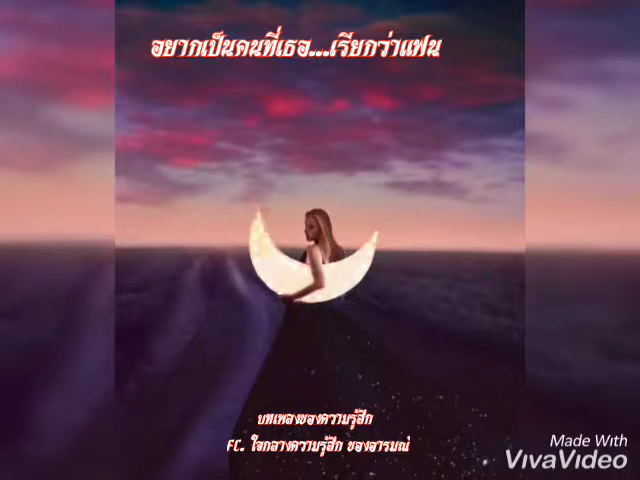 อยากเป็นคนที่เธอ...เรียกว่าแฟน
บทเพลงของความรู้สึก
FC. ใจกลางความรู้สึก ของอารมณ์
Made With
VivaVideo